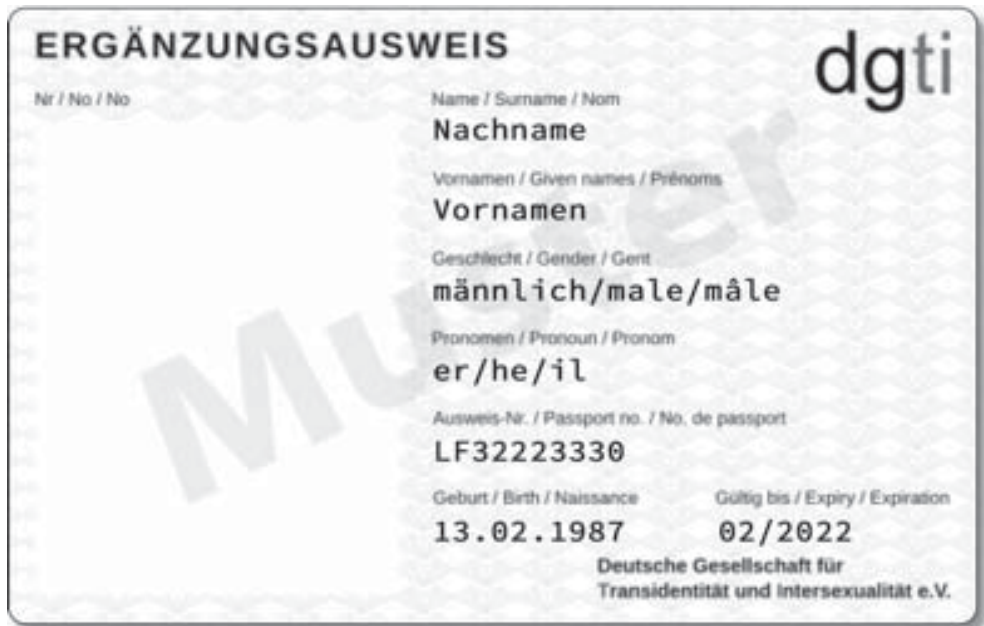 ERGÄNZUNGSAUSWEIS
dgti
Nr / No / No
Name / Surname / Nom
Nachname
Vornamen / Given names / Prénoms
Vornamen
Geschlecht / Gender / Gent
männlich/male/mâle
Pronomen / Pronoun / Pronom
er/he/il
Ausweis-Nr. / Passport no. / No. de passport
LF32223330
Geburt / Birth / Naissance
Gültig bis / Expiry / Expiration
13.02.1987
02/2022
Deutsche Gesellschaft für
Transidentität und Intersexualität e.V.
Muster